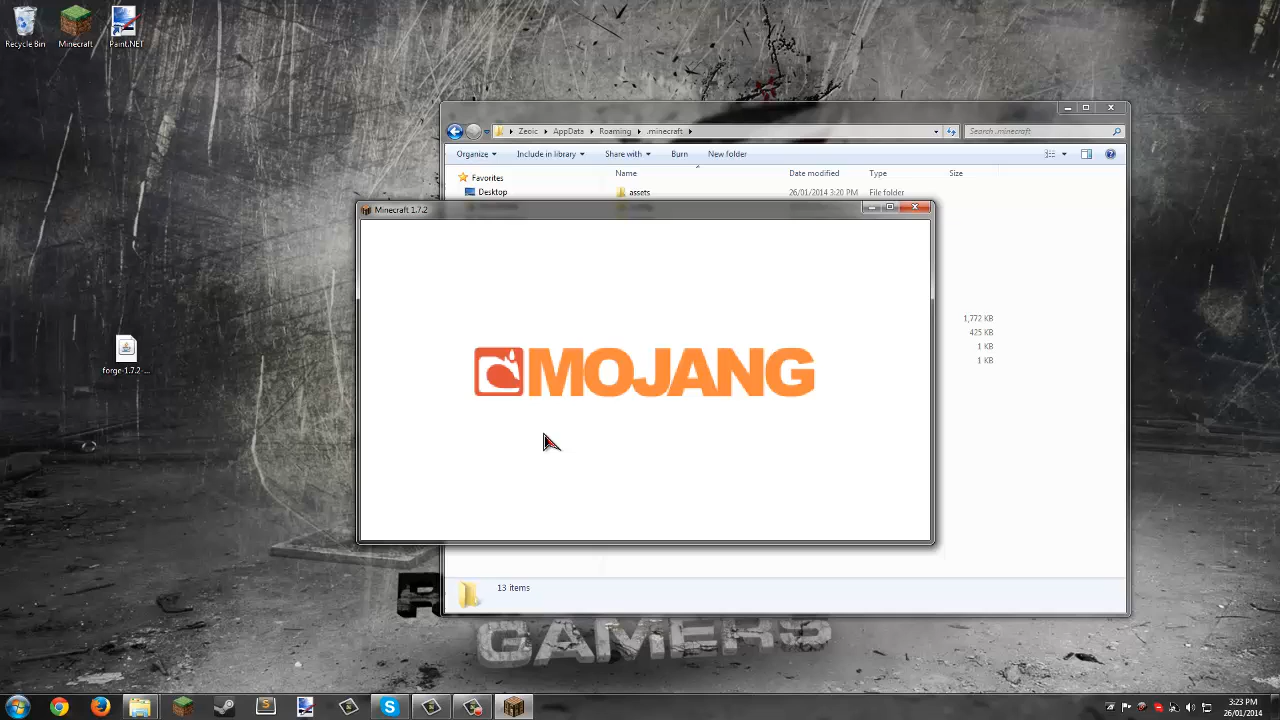 Recycle Bin
Minecraft
Paint.NET
Zeoic
AppData
Roaming
.minecraft
Search .minecraft
Organize
Include in library
Share with
Burn
New folder
Favorites
Name
Date modified
Type
Size
Desktop
assets
26/01/2014 3:20 PM
File folder
Minecraft 1.7.2
MOJANG
1,772 KB
425 KB
1 KB
1 KB
forge-1.7.2-...
13 items
GAMERS
3:23 PM
26/01/2014